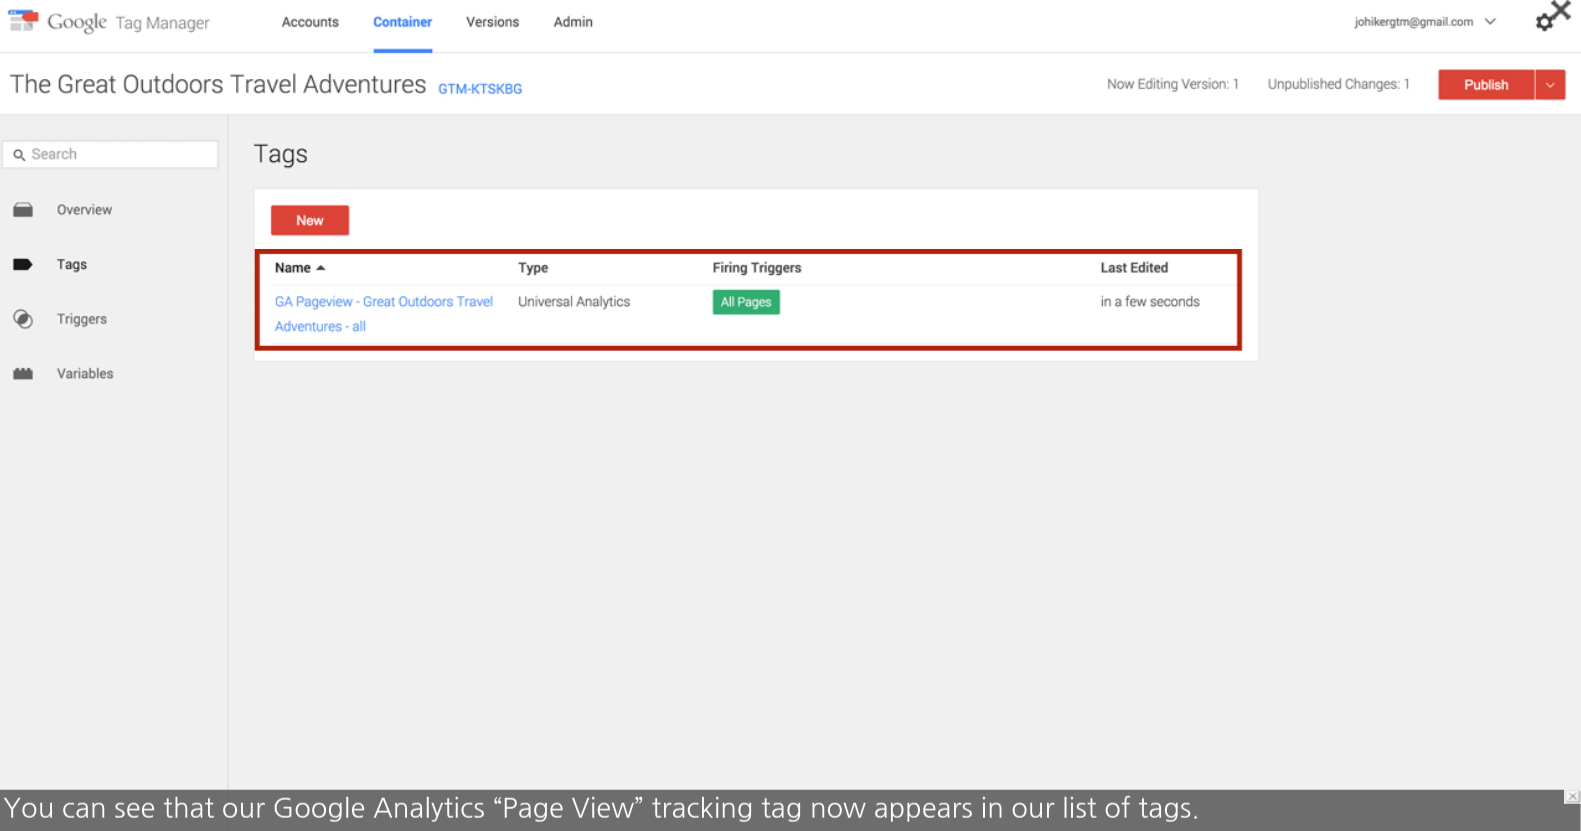 Google Tag Manager
Accounts
Container
Versions
Admin
johikergtm@gmail.com
The Great Outdoors Travel Adventures GTM-KTSKBG
Now Editing Version: 1
Unpublished Changes: 1
Publish
Search
Overview
Tags
Triggers
Variables
Tags
New
Name
Type
Firing Triggers
Last Edited
GA Pageview - Great Outdoors Travel
Adventures - all
Universal Analytics
All Pages
in a few seconds
You can see that our Google Analytics “Page View” tracking tag now appears in our list of tags.